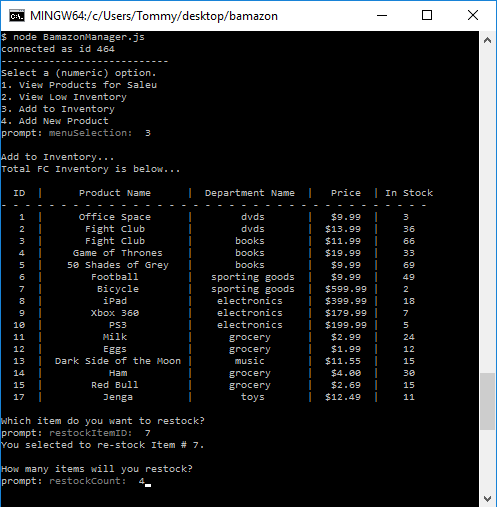 MINGW64:/c/Users/Tommy/desktop/bamazon
$ node BamazonManager.js
connected as id 464
----------------------------
Select a (numeric) option.
1. View Products for Saleu
2. View Low Inventory
3. Add to Inventory
4. Add New Product
prompt: menuSelection:  3
Add to Inventory...
Total FC Inventory is below...
ID | Product Name | Department Name | Price | In Stock
- - - - - - - - - - - - - - - - - - - - - - - - - - - - - - - - - - - -
1 | Office Space | dvds | $9.99 | 3
2 | Fight Club | dvds | $13.99 | 36
3 | Fight Club | books | $11.99 | 66
4 | Game of Thrones | books | $19.99 | 33
5 | 50 Shades of Grey | books | $9.99 | 69
6 | Football | sporting goods | $9.99 | 49
7 | Bicycle | sporting goods | $599.99 | 2
8 | iPad | electronics | $399.99 | 18
9 | Xbox 360 | electronics | $179.99 | 7
10 | PS3 | electronics | $199.99 | 5
11 | Milk | grocery | $2.99 | 24
12 | Eggs | grocery | $1.99 | 12
13 | Dark Side of the Moon | music | $11.55 | 15
14 | Ham | grocery | $4.00 | 30
15 | Red Bull | grocery | $2.69 | 15
17 | Jenga | toys | $12.49 | 11
Which item do you want to restock?
prompt: restockItemID:  7
You selected to re-stock Item # 7.
How many items will you restock?
prompt: restockCount:  4